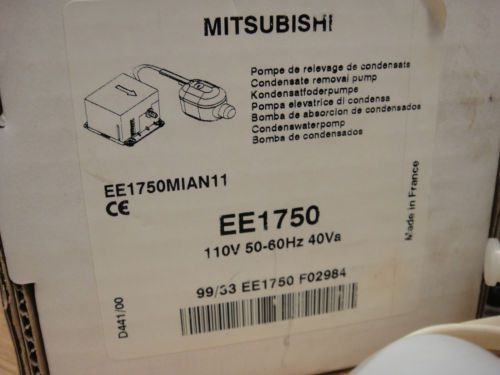 MITSUBISHI
Pompe de relevage de condensats
Condensate removal pump
Kondensatfoderpumpe
Pompa elevatrice di condensa
Bomba de absorcion de condensados
Condenswaterpomp
Bomba de condensados
EE1750MIAN11
CE
EE1750
110V 50-60Hz 40Va
Made in France
99/33 EE1750 F02984
D441/00